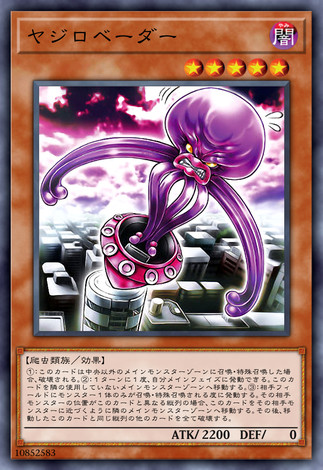 ヤジロベーダー
闇
やみ
【爬虫類族／効果】
①：このカードは中央以外のメインモンスターゾーンに召喚・特殊召喚した場
合、破壊される。②：１ターンに１度、自分メインフェイズに発動できる。このカー
ドを隣の使用していないメインモンスターゾーンへ移動する。③：相手フィー
ルドにモンスター１体のみが召喚・特殊召喚される度に発動する。その相手
モンスターの位置がこのカードと異なる縦列の場合、このカードをその相手モ
ンスターに近づくように隣のメインモンスターゾーンへ移動する。その後、移
動したこのカードと同じ縦列の他のカードを全て破壊する。
ATK/ 2200 DEF/ 0
10852583